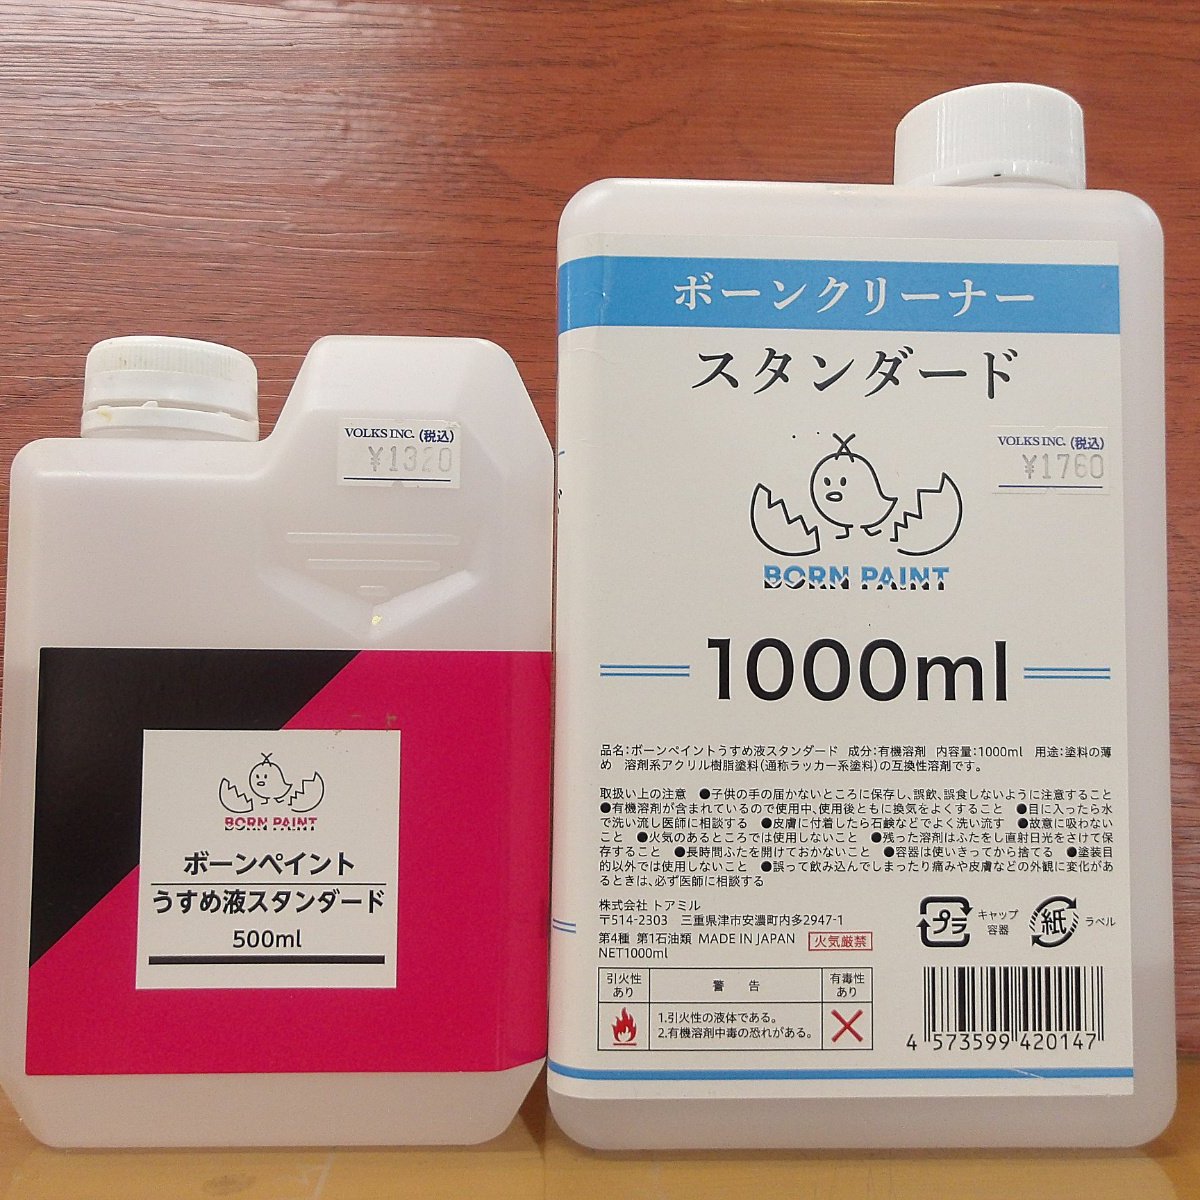 VOLKS INC. (税込)
¥1320
BORN PAINT
ボーンペイント
うすめ液スタンダード
500ml
ボーンクリーナー
スタンダード
VOLKS INC. (税込)
¥1760
BORN PAINT
1000ml
品名:ボーンペイントうすめ液スタンダード 成分:有機溶剤 内容量:1000ml 用途:塗料の薄
め 溶剤系アクリル樹脂塗料(通称ラッカー系塗料)の互換性溶剤です。
取扱い上の注意 ●子供の手の届かないところに保存し、誤飲、誤食しないように注意すること
●有機溶剤が含まれているので使用中、使用後ともに換気をよくすること ●目に入ったら水
で洗い流し医師に相談する ●皮膚に付着したら石鹸などでよく洗い流す ●故意に吸わない
こと ●火気のあるところでは使用しないこと ●残った溶剤はふたをし直射日光をさけて保
存すること ●長時間ふたを開けておかないこと ●容器は使いきってから捨てる ●塗装目
的以外では使用しないこと ●誤って飲み込んでしまったり痛みや皮膚などの外観に変化があ
るときは、必ず医師に相談する
株式会社 トアミル
〒514-2303 三重県津市安濃町内多2947-1
第4種 第1石油類 MADE IN JAPAN 火気厳禁
NET1000ml
プラ
キャップ
容器
紙
ラベル
引火性
あり
警告
有毒性
あり
1.引火性の液体である。
2.有機溶剤中毒の恐れがある。
4 573599 420147